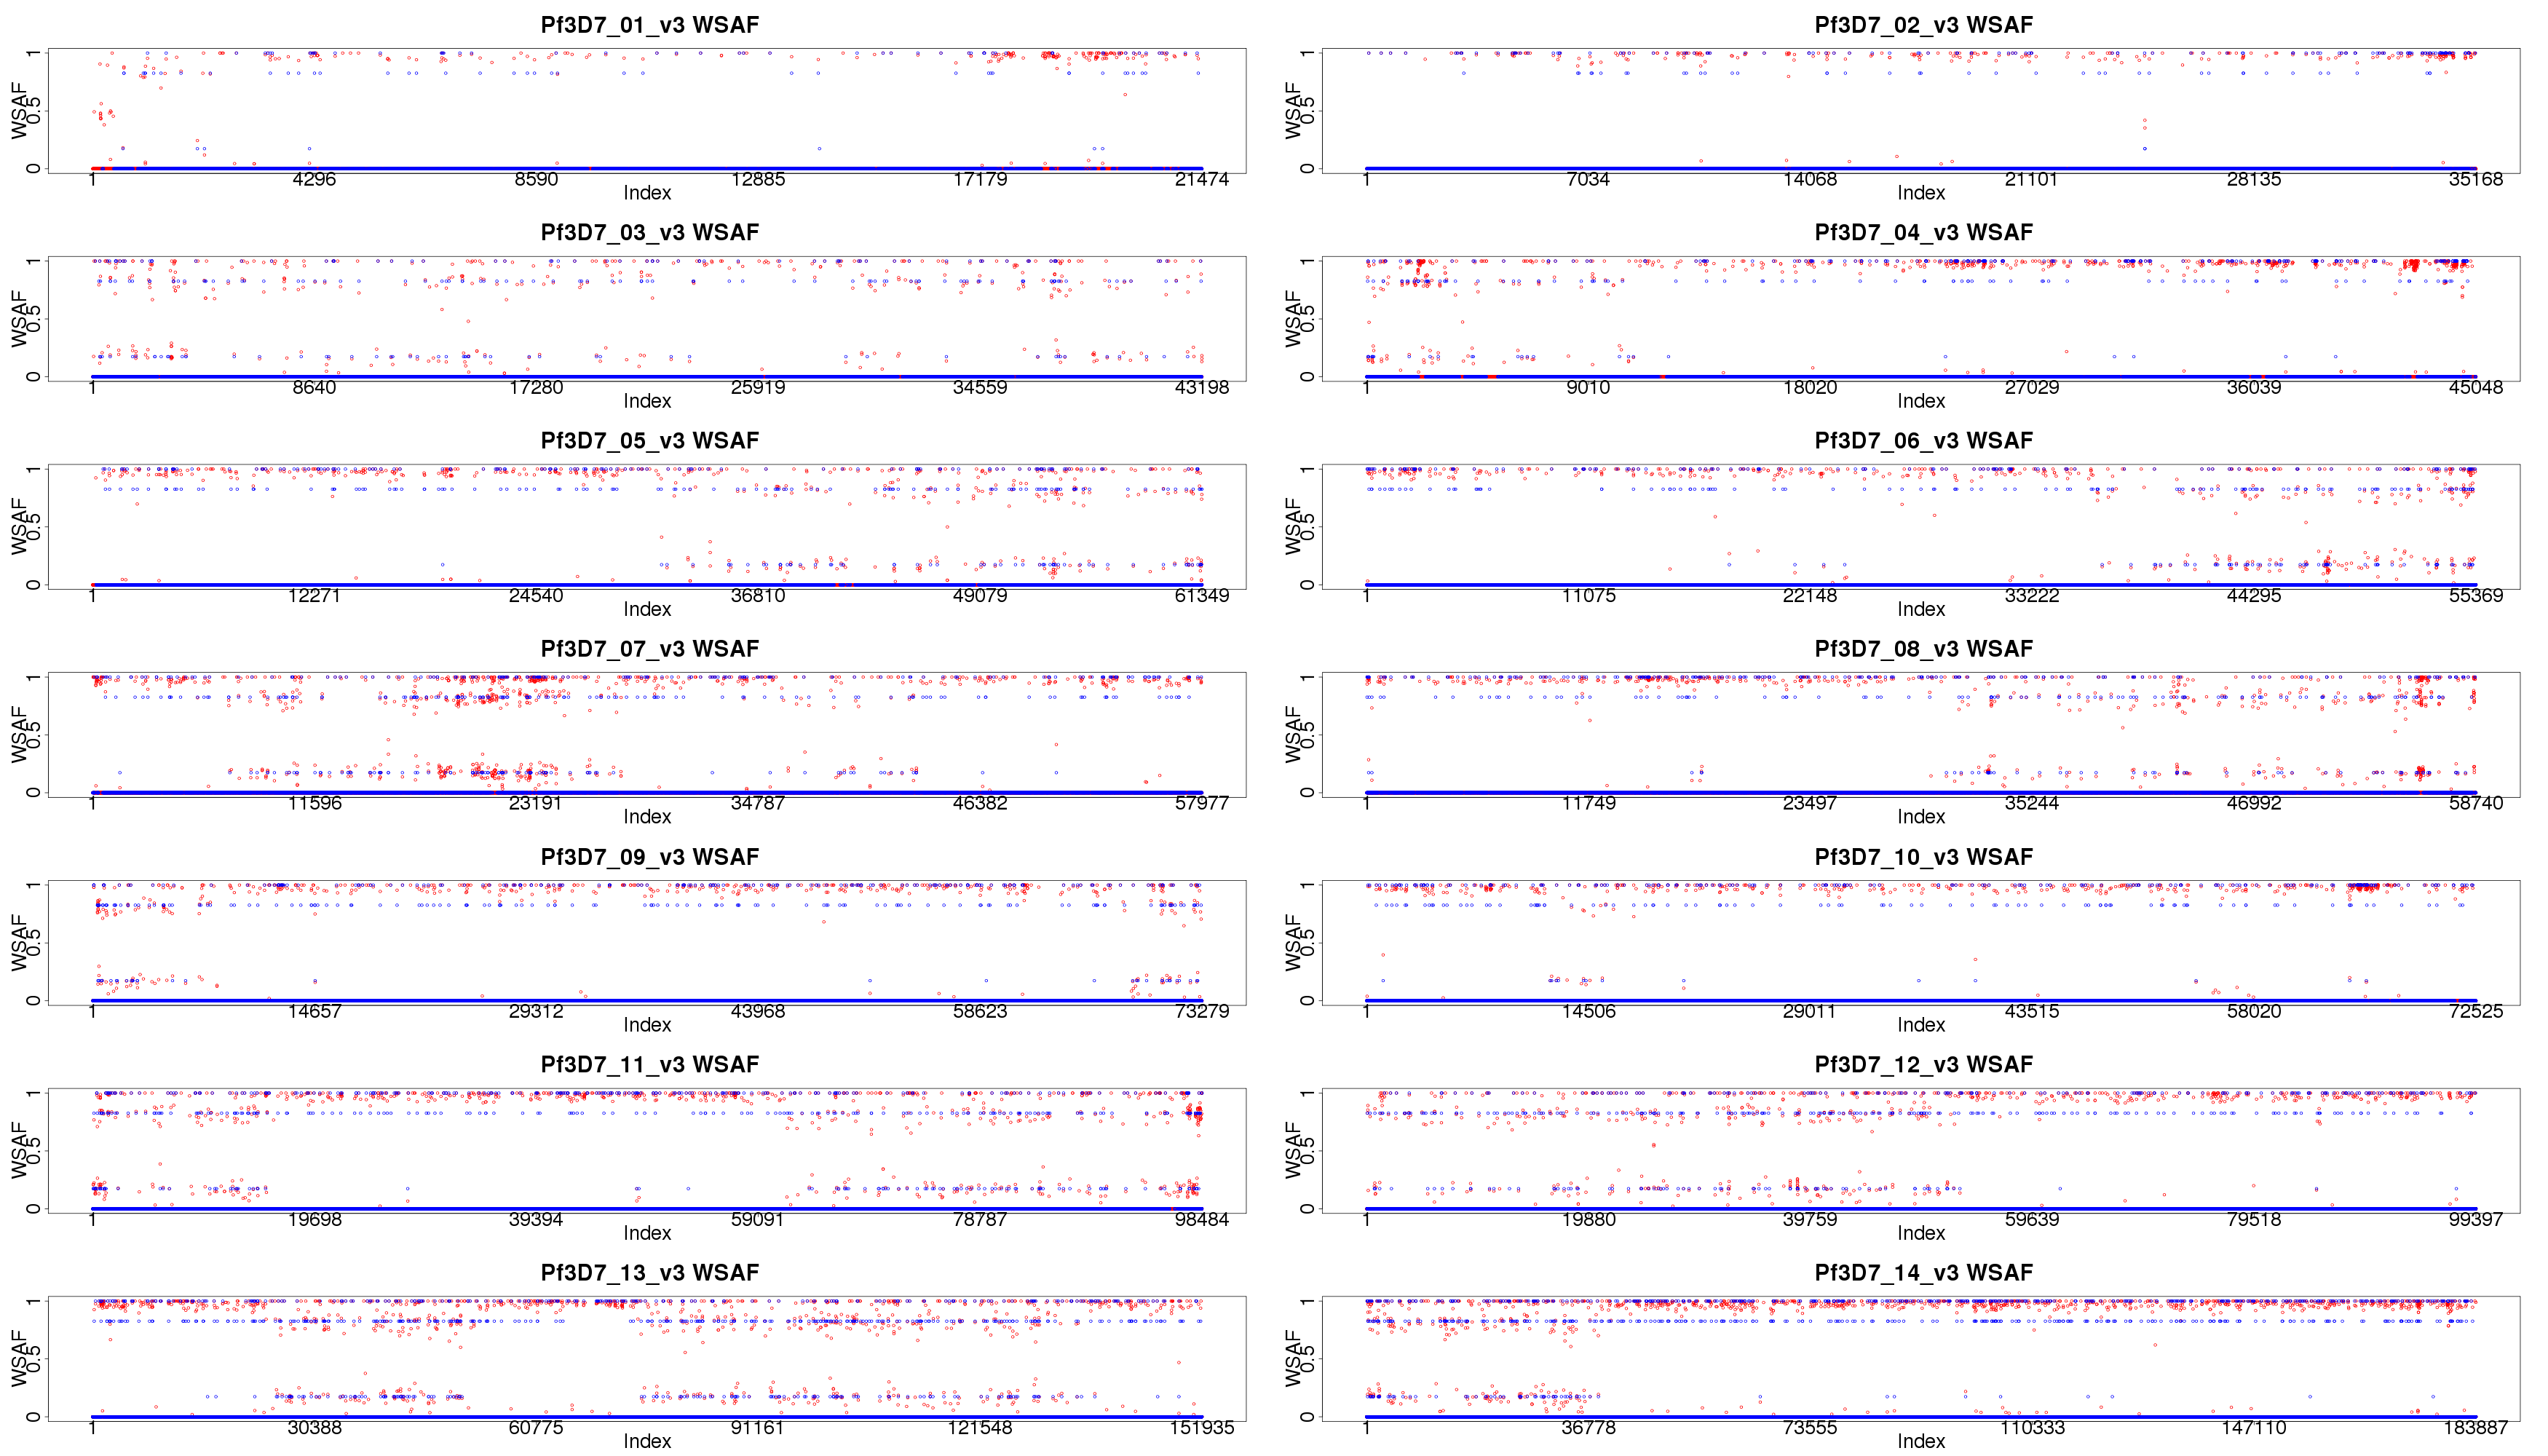 Pf3D7_01_v3 WSAF
WSAF
0 0.5 1
1 4296 8590 12885 17179 21474
Index
Pf3D7_02_v3 WSAF
WSAF
0 0.5 1
1 7034 14068 21101 28135 35168
Index
Pf3D7_03_v3 WSAF
WSAF
0 0.5 1
1 8640 17280 25919 34559 43198
Index
Pf3D7_04_v3 WSAF
WSAF
0 0.5 1
1 9010 18020 27029 36039 45048
Index
Pf3D7_05_v3 WSAF
WSAF
0 0.5 1
1 12271 24540 36810 49079 61349
Index
Pf3D7_06_v3 WSAF
WSAF
0 0.5 1
1 11075 22148 33222 44295 55369
Index
Pf3D7_07_v3 WSAF
WSAF
0 0.5 1
1 11596 23191 34787 46382 57977
Index
Pf3D7_08_v3 WSAF
WSAF
0 0.5 1
1 11749 23497 35244 46992 58740
Index
Pf3D7_09_v3 WSAF
WSAF
0 0.5 1
1 14657 29312 43968 58623 73279
Index
Pf3D7_10_v3 WSAF
WSAF
0 0.5 1
1 14506 29011 43515 58020 72525
Index
Pf3D7_11_v3 WSAF
WSAF
0 0.5 1
1 19698 39394 59091 78787 98484
Index
Pf3D7_12_v3 WSAF
WSAF
0 0.5 1
1 19880 39759 59639 79518 99397
Index
Pf3D7_13_v3 WSAF
WSAF
0 0.5 1
1 30388 60775 91161 121548 151935
Index
Pf3D7_14_v3 WSAF
WSAF
0 0.5 1
1 36778 73555 110333 147110 183887
Index